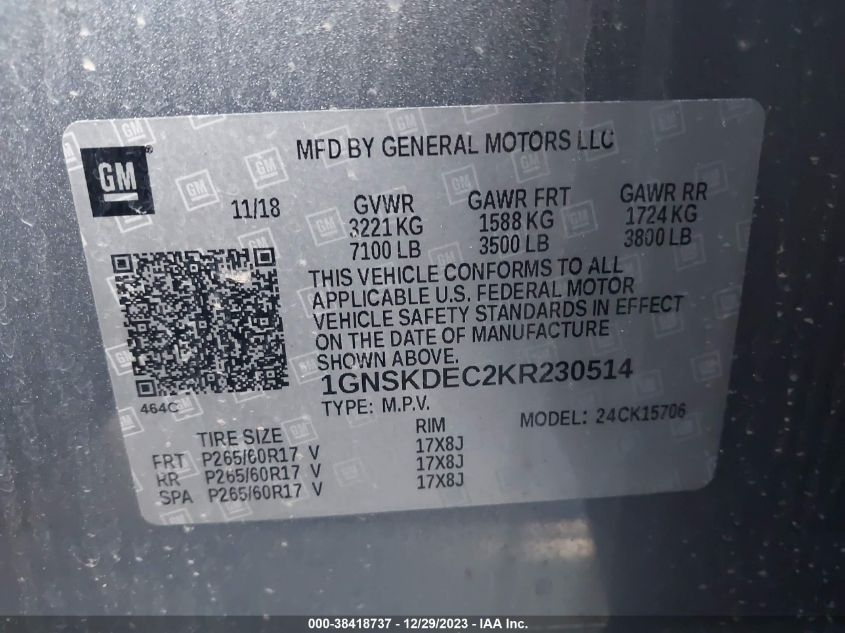 MFD BY GENERAL MOTORS LLC
GM
®
11/18
GVWR GAWR FRT GAWR RR
3221 KG 1588 KG 1724 KG
7100 LB 3500 LB 3800 LB
THIS VEHICLE CONFORMS TO ALL
APPLICABLE U.S. FEDERAL MOTOR
VEHICLE SAFETY STANDARDS IN EFFECT
ON THE DATE OF MANUFACTURE
SHOWN ABOVE.
1GNSKDEC2KR230514
464C
TYPE: M.P.V. MODEL: 24CK15706
TIRE SIZE RIM
FRT P265/60R17 V 17X8J
RR P265/60R17 V 17X8J
SPA P265/60R17 V 17X8J
000-38418737 - 12/29/2023 - IAA Inc.